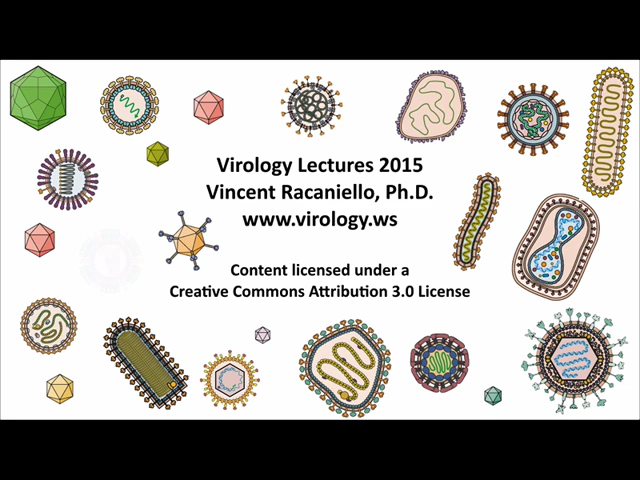 Virology Lectures 2015
Vincent Racaniello, Ph.D.
www.virology.ws
Content licensed under a
Creative Commons Attribution 3.0 License